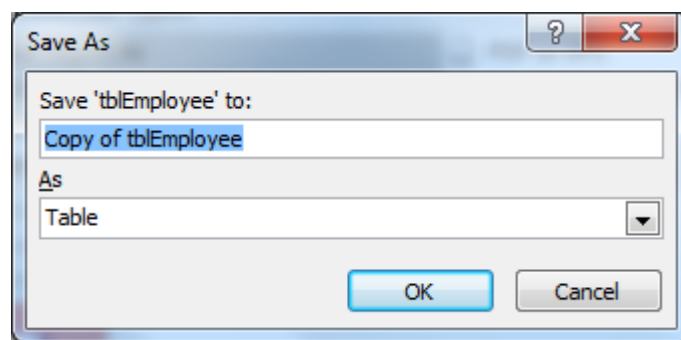 Save As
Save 'tblEmployee' to:
Copy of tblEmployee
As
Table
OK Cancel